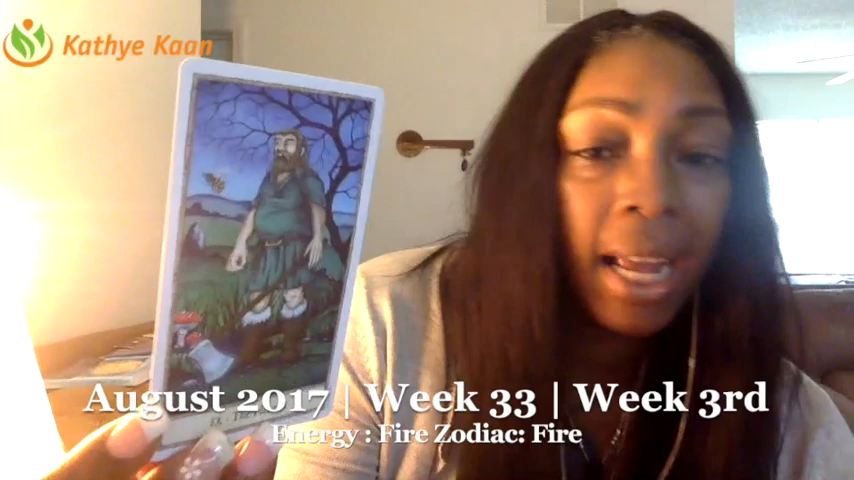 Kathye Kaan
August 2017 | Week 33 | Week 3rd
Energy : Fire Zodiac: Fire